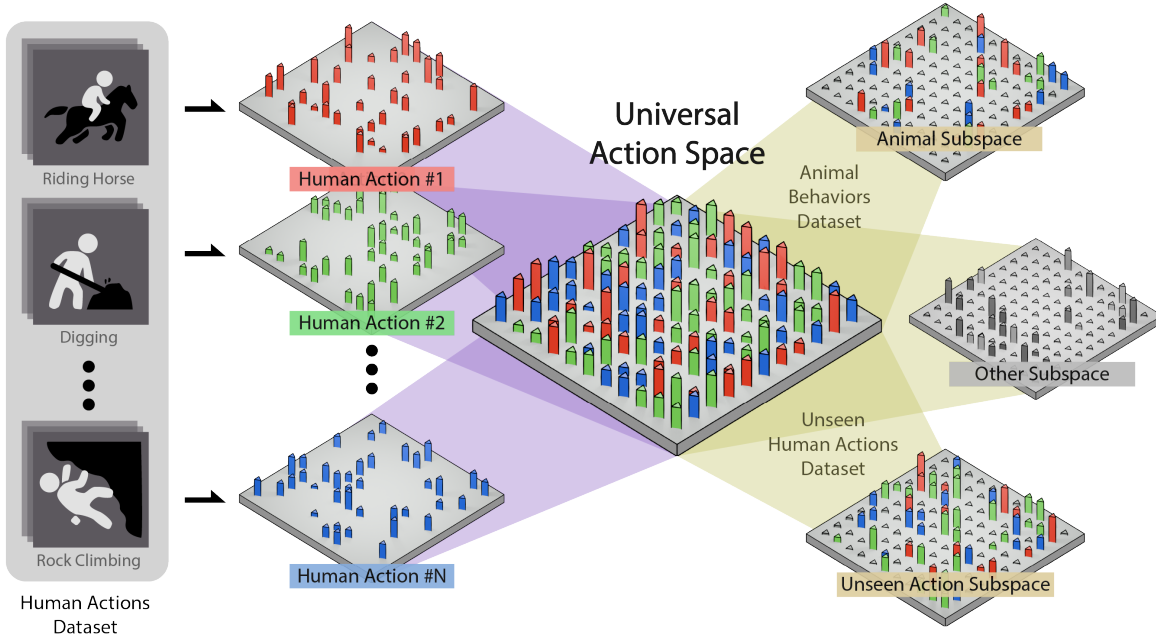 Riding Horse
Digging
Rock Climbing
Human Actions
Dataset
Human Action #1
Human Action #2
Human Action #N
Universal
Action Space
Animal
Behaviors
Dataset
Unseen
Human Actions
Dataset
Animal Subspace
Other Subspace
Unseen Action Subspace